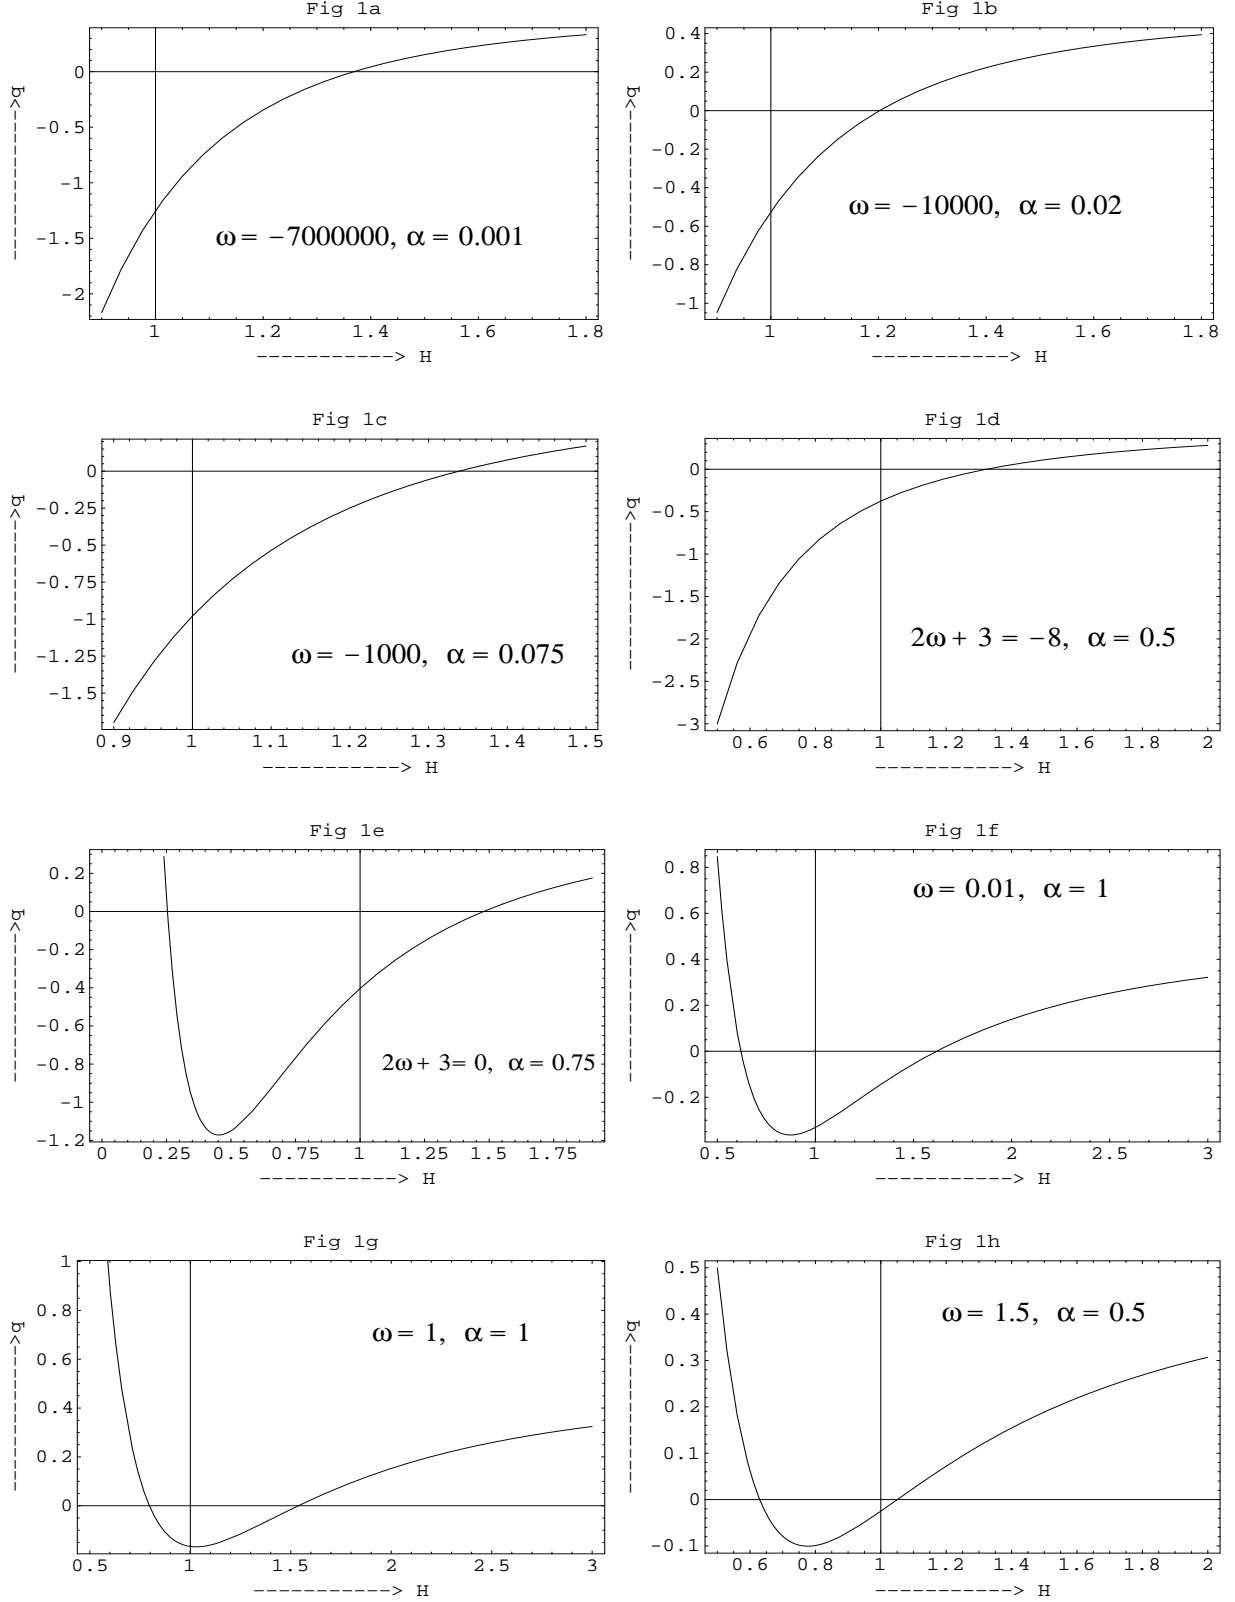 Fig 1a
0
-0.5
-1
-1.5
-2
q
ω = −7000000, α = 0.001
1 1.2 1.4 1.6 1.8
-----------> H
Fig 1b
0.4
0.2
0
-0.2
-0.4
-0.6
-0.8
-1
q
ω = −10000, α = 0.02
1 1.2 1.4 1.6 1.8
-----------> H
Fig 1c
0
-0.25
-0.5
-0.75
-1
-1.25
-1.5
q
ω = −1000, α = 0.075
0.9 1 1.1 1.2 1.3 1.4 1.5
-----------> H
Fig 1d
0
-0.5
-1
-1.5
-2
-2.5
-3
q
2ω + 3 = −8, α = 0.5
0.6 0.8 1 1.2 1.4 1.6 1.8 2
-----------> H
Fig 1e
0.2
0
-0.2
-0.4
-0.6
-0.8
-1
-1.2
q
2ω + 3= 0, α = 0.75
0 0.25 0.5 0.75 1 1.25 1.5 1.75
-----------> H
Fig 1f
0.8
0.6
0.4
0.2
0
-0.2
q
ω = 0.01, α = 1
0.5 1 1.5 2 2.5 3
-----------> H
Fig 1g
1
0.8
0.6
0.4
0.2
0
q
ω = 1, α = 1
0.5 1 1.5 2 2.5 3
-----------> H
Fig 1h
0.5
0.4
0.3
0.2
0.1
0
-0.1
q
ω = 1.5, α = 0.5
0.6 0.8 1 1.2 1.4 1.6 1.8 2
-----------> H